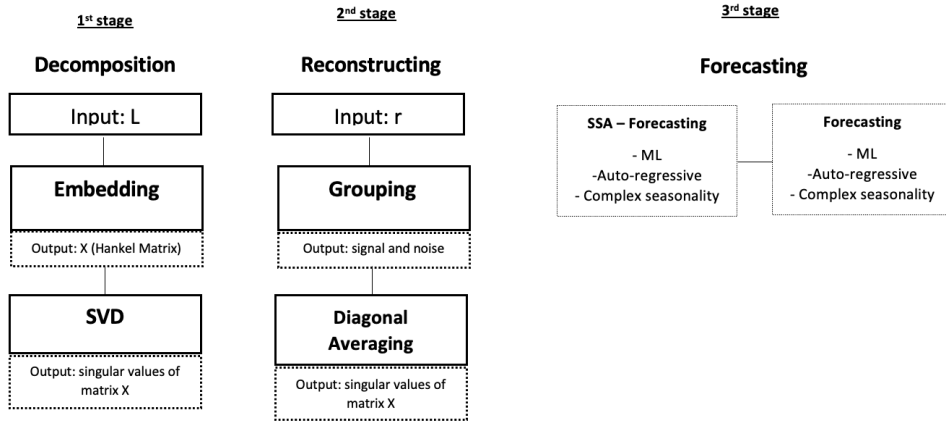 1st stage
Decomposition
Input: L
Embedding
Output: X (Hankel Matrix)
SVD
Output: singular values of
matrix X
2nd stage
Reconstructing
Input: r
Grouping
Output: signal and noise
Diagonal
Averaging
Output: singular values of
matrix X
3rd stage
Forecasting
SSA – Forecasting
- ML
-Auto-regressive
- Complex seasonality
Forecasting
- ML
-Auto-regressive
- Complex seasonality